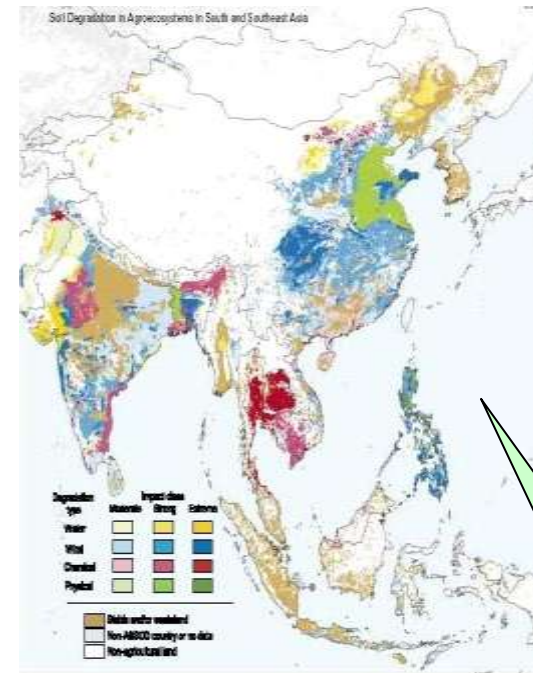 Soil Degradation in Agroecosystems in South and Southeast Asia
Degradation type
Impact class
Moderate Strong Extreme
Water
Wind
Chemical
Physical
Stable and/or wasteland
Non-ASSOD country or no data
Non-agricultural land